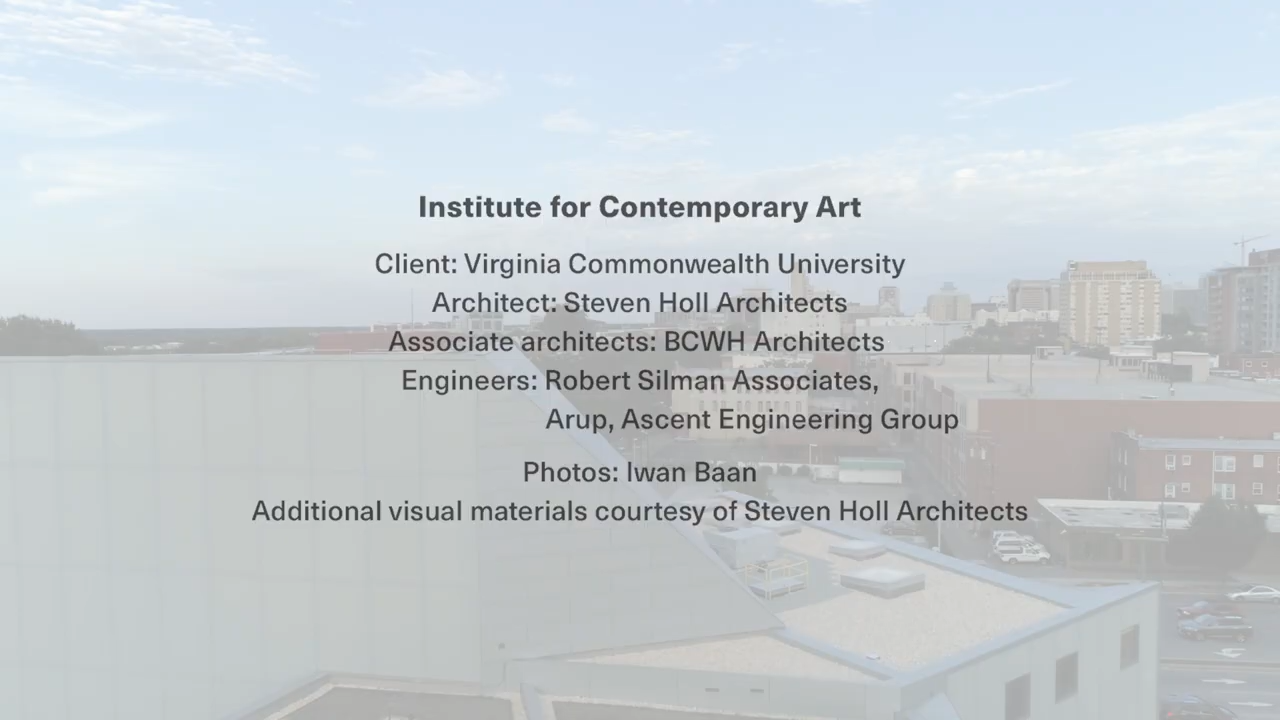 Institute for Contemporary Art
Client: Virginia Commonwealth University
Architect: Steven Holl Architects
Associate architects: BCWH Architects
Engineers: Robert Silman Associates,
Arup, Ascent Engineering Group
Photos: Iwan Baan
Additional visual materials courtesy of Steven Holl Architects